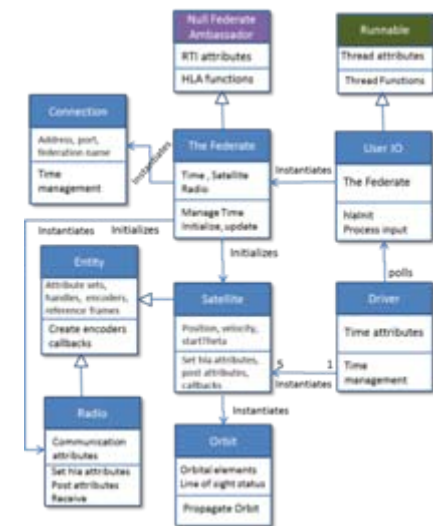 Null Federate
Ambassador
RTI attributes
HLA functions
Runnable
Thread attributes
Thread Functions
Connection
Address, port,
federation name
Time
management
Instantiates
The Federate
Time , Satellite
Radio
Manage Time
Initialize, update
Instantiates
User IO
The Federate
hlaInit
Process input
Instantiates
Initializes
Initializes
polls
Entity
Attribute sets,
handles, encoders,
reference frames
Create encoders
callbacks
Satellite
Position, velocity,
startTheta
Set hla attributes,
post attributes,
callbacks
5
1
Instantiates
Driver
Time attributes
Time
management
Instantiates
Radio
Communication
attributes
Set hla attributes
Post attributes
Receive
Orbit
Orbital elements
Line of sight status
Propagate Orbit